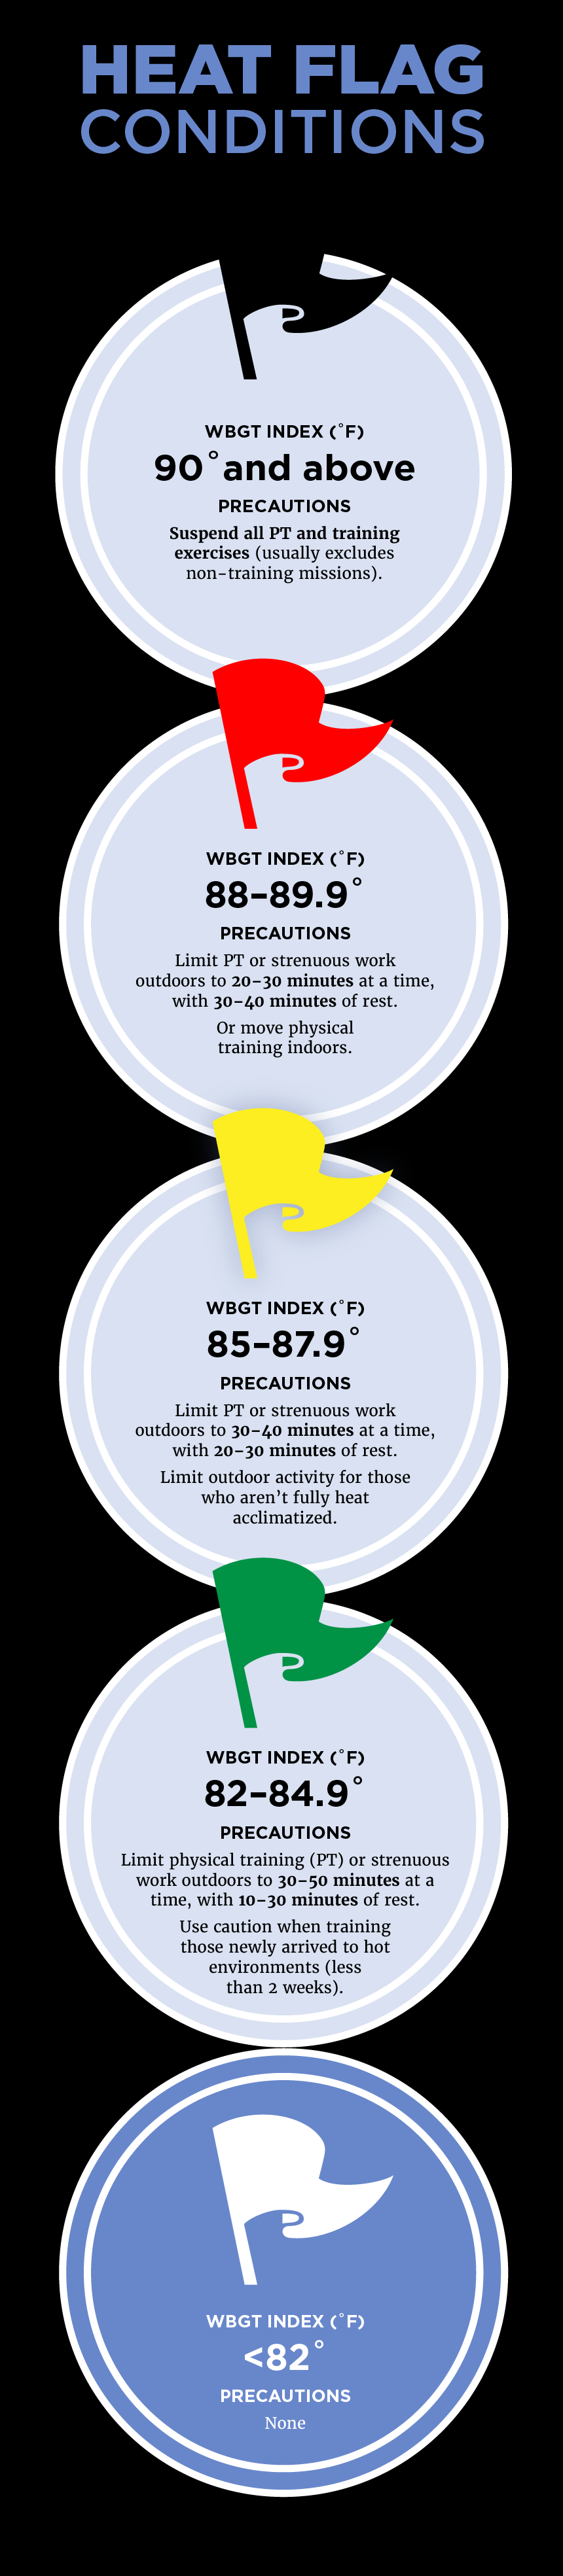 HEAT FLAG
CONDITIONS
WBGT INDEX (°F)
90° and above
PRECAUTIONS
Suspend all PT and training
exercises (usually excludes
non-training missions).
WBGT INDEX (°F)
88–89.9°
PRECAUTIONS
Limit PT or strenuous work
outdoors to 20–30 minutes at a time,
with 30–40 minutes of rest.
Or move physical
training indoors.
WBGT INDEX (°F)
85–87.9°
PRECAUTIONS
Limit PT or strenuous work
outdoors to 30–40 minutes at a time,
with 20–30 minutes of rest.
Limit outdoor activity for those
who aren’t fully heat
acclimatized.
WBGT INDEX (°F)
82–84.9°
PRECAUTIONS
Limit physical training (PT) or strenuous
work outdoors to 30–50 minutes at a
time, with 10–30 minutes of rest.
Use caution when training
those newly arrived to hot
environments (less
than 2 weeks).
WBGT INDEX (°F)
<82°
PRECAUTIONS
None